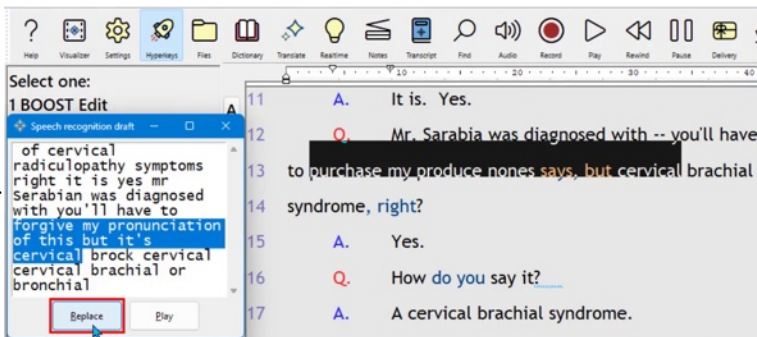 Help Visualizer Settings Hyperkeys Files Dictionary Translate Realtime Notes Transcript Find Audio Record Play Rewind Pause Delivery
Select one:
1 BOOST Edit
A
Speech recognition draft
of cervical
radiculopathy symptoms
right it is yes mr
Serabian was diagnosed
with you'll have to
forgive my pronunciation
of this but it's
cervical brock cervical
cervical brachial or
bronchial
Replace Play
10 20 30 40
11 A. It is. Yes.
12 Q. Mr. Sarabia was diagnosed with -- you'll have
13 to purchase my produce nones says, but cervical brachial
14 syndrome, right?
15 A. Yes.
16 Q. How do you say it?
17 A. A cervical brachial syndrome.